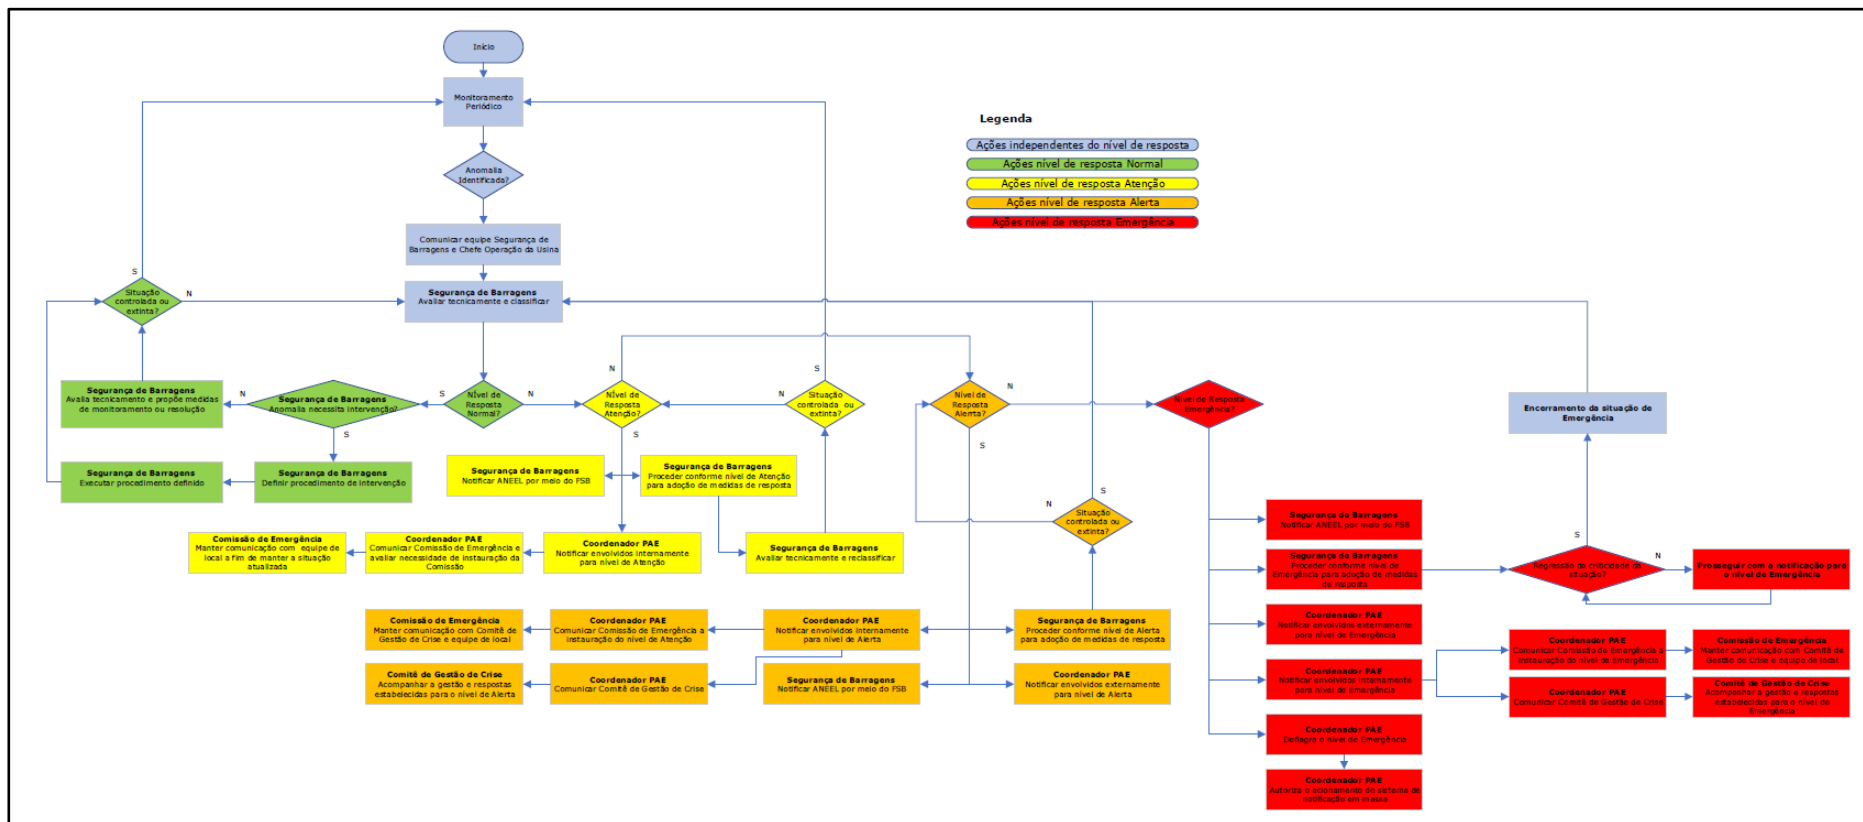 Início
Monitoramento
Periódico
Legenda
Ações independentes do nível de resposta
Ações nível de resposta Normal
Ações nível de resposta Atenção
Ações nível de resposta Alerta
Ações nível de resposta Emergência
Anomalia
Identificada?
Comunicar equipe Segurança de
Barragens e Chefe Operação da Usina
Segurança de Barragens
Avaliar tecnicamente e classificar
S
Situação
controlada ou
extinta?
N
Segurança de Barragens
Avalia tecnicamento e propõe medidas
de monitoramento ou resolução
N
Segurança de Barragens
Anomalia necessita intervenção?
S
S
Nível de
Resposta
Normal?
N
Segurança de Barragens
Executar procedimento definido
Segurança de Barragens
Definir procedimento de intervenção
N
Nível de
Resposta
Atenção?
S
S
Situação
controlada ou
extinta?
N
Segurança de Barragens
Notificar ANEEL por meio do FSB
Segurança de Barragens
Proceder conforme nível de Atenção
para adoção de medidas de resposta
Comissão de Emergência
Manter comunicação com equipe de
local a fim de manter a situação
atualizada
Coordenador PAE
Comunicar Comissão de Emergência e
avaliar necessidade de instauração da
Comissão
Coordenador PAE
Notificar envolvidos internamente
para nível de Atenção
Segurança de Barragens
Avaliar tecnicamente e reclassificar
Nível de
Resposta
Alerta?
N
S
S
N
Situação
controlada ou
extinta?
Comissão de Emergência
Manter comunicação com Comitê de
Gestão de Crise e equipe de local
Coordenador PAE
Comunicar Comissão de Emergência a
instauração do nível de Atenção
Coordenador PAE
Notificar envolvidos internamente
para nível de Alerta
Segurança de Barragens
Proceder conforme nível de Alerta
para adoção de medidas de resposta
Comitê de Gestão de Crise
Acompanhar a gestão e respostas
estabelecidas para o nível de Alerta
Coordenador PAE
Comunicar Comitê de Gestão de Crise
Segurança de Barragens
Notificar ANEEL por meio do FSB
Coordenador PAE
Notificar envolvidos externamente
para nível de Alerta
Nível de Resposta
Emergência?
Encerramento da situação de
Emergência
Segurança de Barragens
Notificar ANEEL por meio do FSB
Segurança de Barragens
Proceder conforme nível de
Emergência para adoção de medidas
de resposta
S
Regressão da criticidade da
situação?
N
Prosseguir com a notificação para
o nível de Emergência
Coordenador PAE
Notificar envolvidos externamente
para nível de Emergência
Coordenador PAE
Notificar envolvidos internamente
para nível de Emergência
Coordenador PAE
Comunicar Comissão de Emergência a
instauração do nível de Emergência
Comissão de Emergência
Manter comunicação com Comitê de
Gestão de Crise e equipe de local
Coordenador PAE
Comunicar Comitê de Gestão de Crise
Comitê de Gestão de Crise
Acompanhar a gestão e respostas
estabelecidas para o nível de
Emergência
Coordenador PAE
Deflagra o nível de Emergência
Coordenador PAE
Autoriza o acionamento do sistema de
notificação em massa